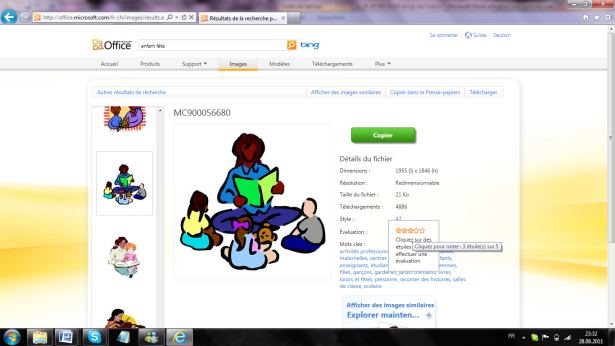 http://office.microsoft.com/fr-ch/images/results.a
Résultats de la recherche p...
Se connecter
Suisse
Deutsch
Office
enfant fête
bing
Accueil
Produits
Support
Images
Modèles
Téléchargements
Plus
Autres résultats de recherche
Afficher des images similaires
Copier dans le Presse-papiers
Télécharger
MC900056680
Copier
Détails du fichier
Dimensions : 1955 (l) x 1846 (h)
Résolution : Redimensionnable
Taille du fichier : 21 Ko
Téléchargements : 4886
Style : 42
Évaluation :
Cliquez sur des
étoiles
effectuer une
évaluation
Cliquez pour noter : 3 étoile(s) sur 5
Mots clés :
activités
maternelles, centres
enseignants,
filles, garçons,
livres,
loisirs et fêtes, personne
raconter des histoires, salles
de classe, scolaire
Afficher des images similaires
Explorer mainten...
FR
23:32
28.08.2011